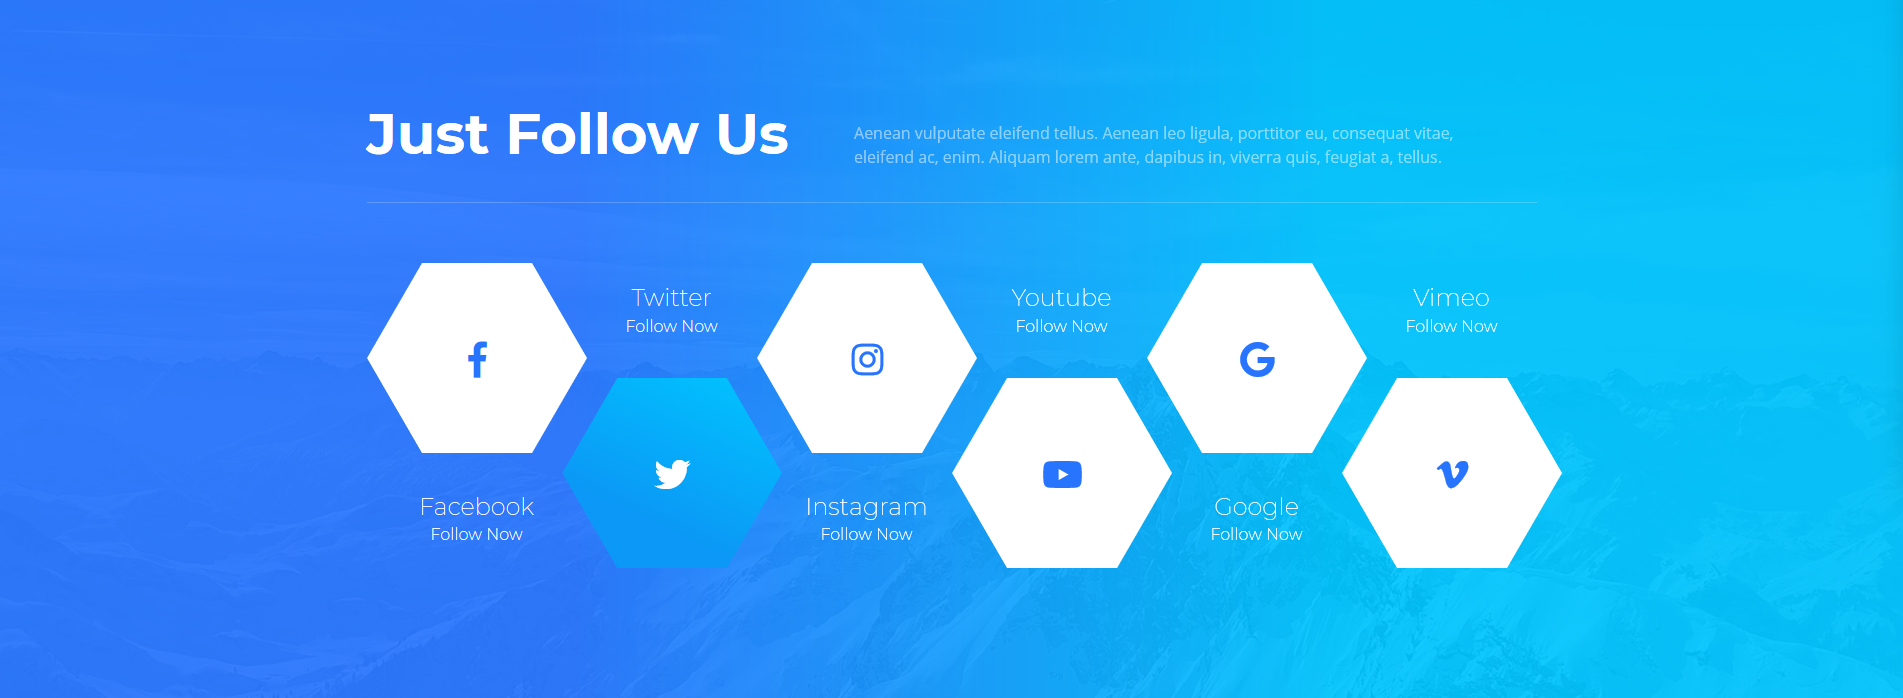 Just Follow Us
Aenean vulputate eleifend tellus. Aenean leo ligula, porttitor eu, consequat vitae,
eleifend ac, enim. Aliquam lorem ante, dapibus in, viverra quis, feugiat a, tellus.
Twitter
Follow Now
Youtube
Follow Now
Vimeo
Follow Now
Facebook
Follow Now
Instagram
Follow Now
Google
Follow Now